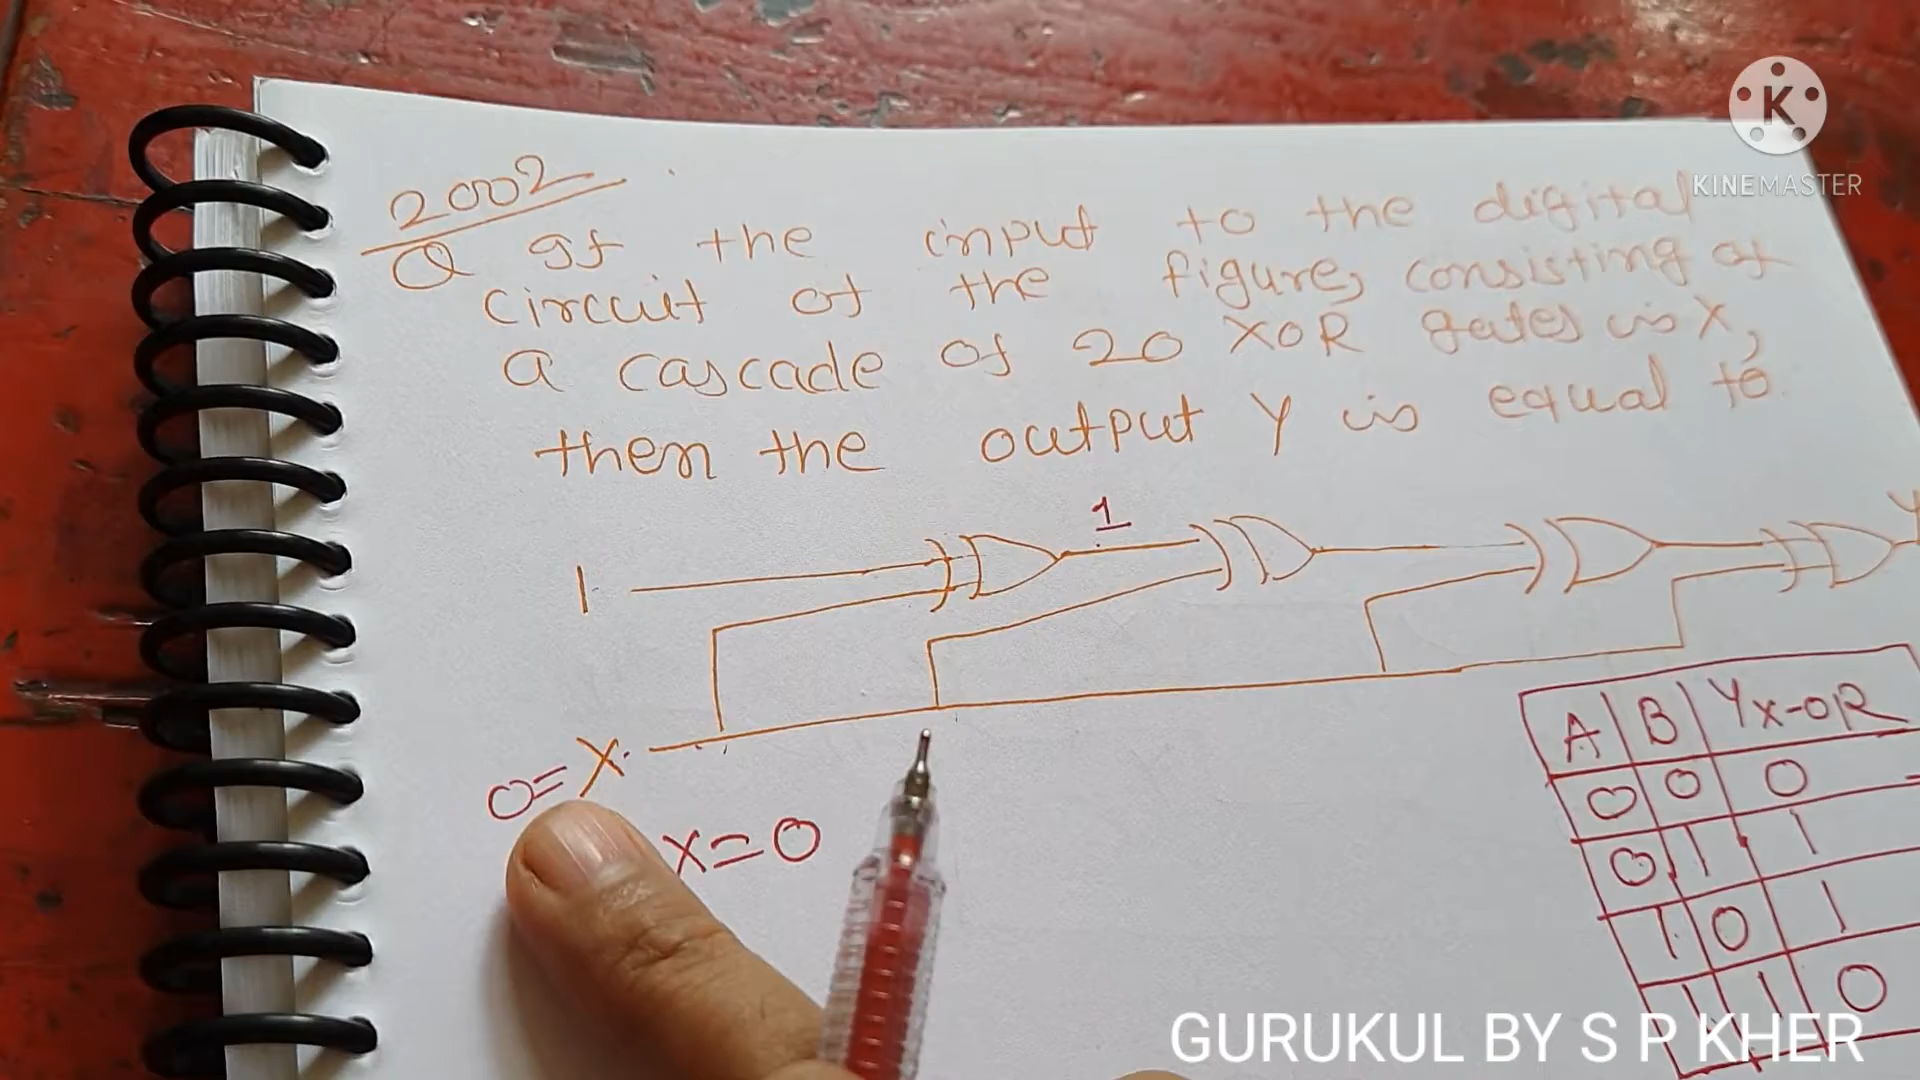 2002
Q If the input to the digital
circuit of the figure, consisting of
a cascade of 20 XOR gates is X,
then the output Y is equal to
1
1
Y
0=X
X=0
A B Y X-OR
0 0 0
0 1 1
1 0 1
1 1 0
K
KINEMASTER
GURUKUL BY S P KHER